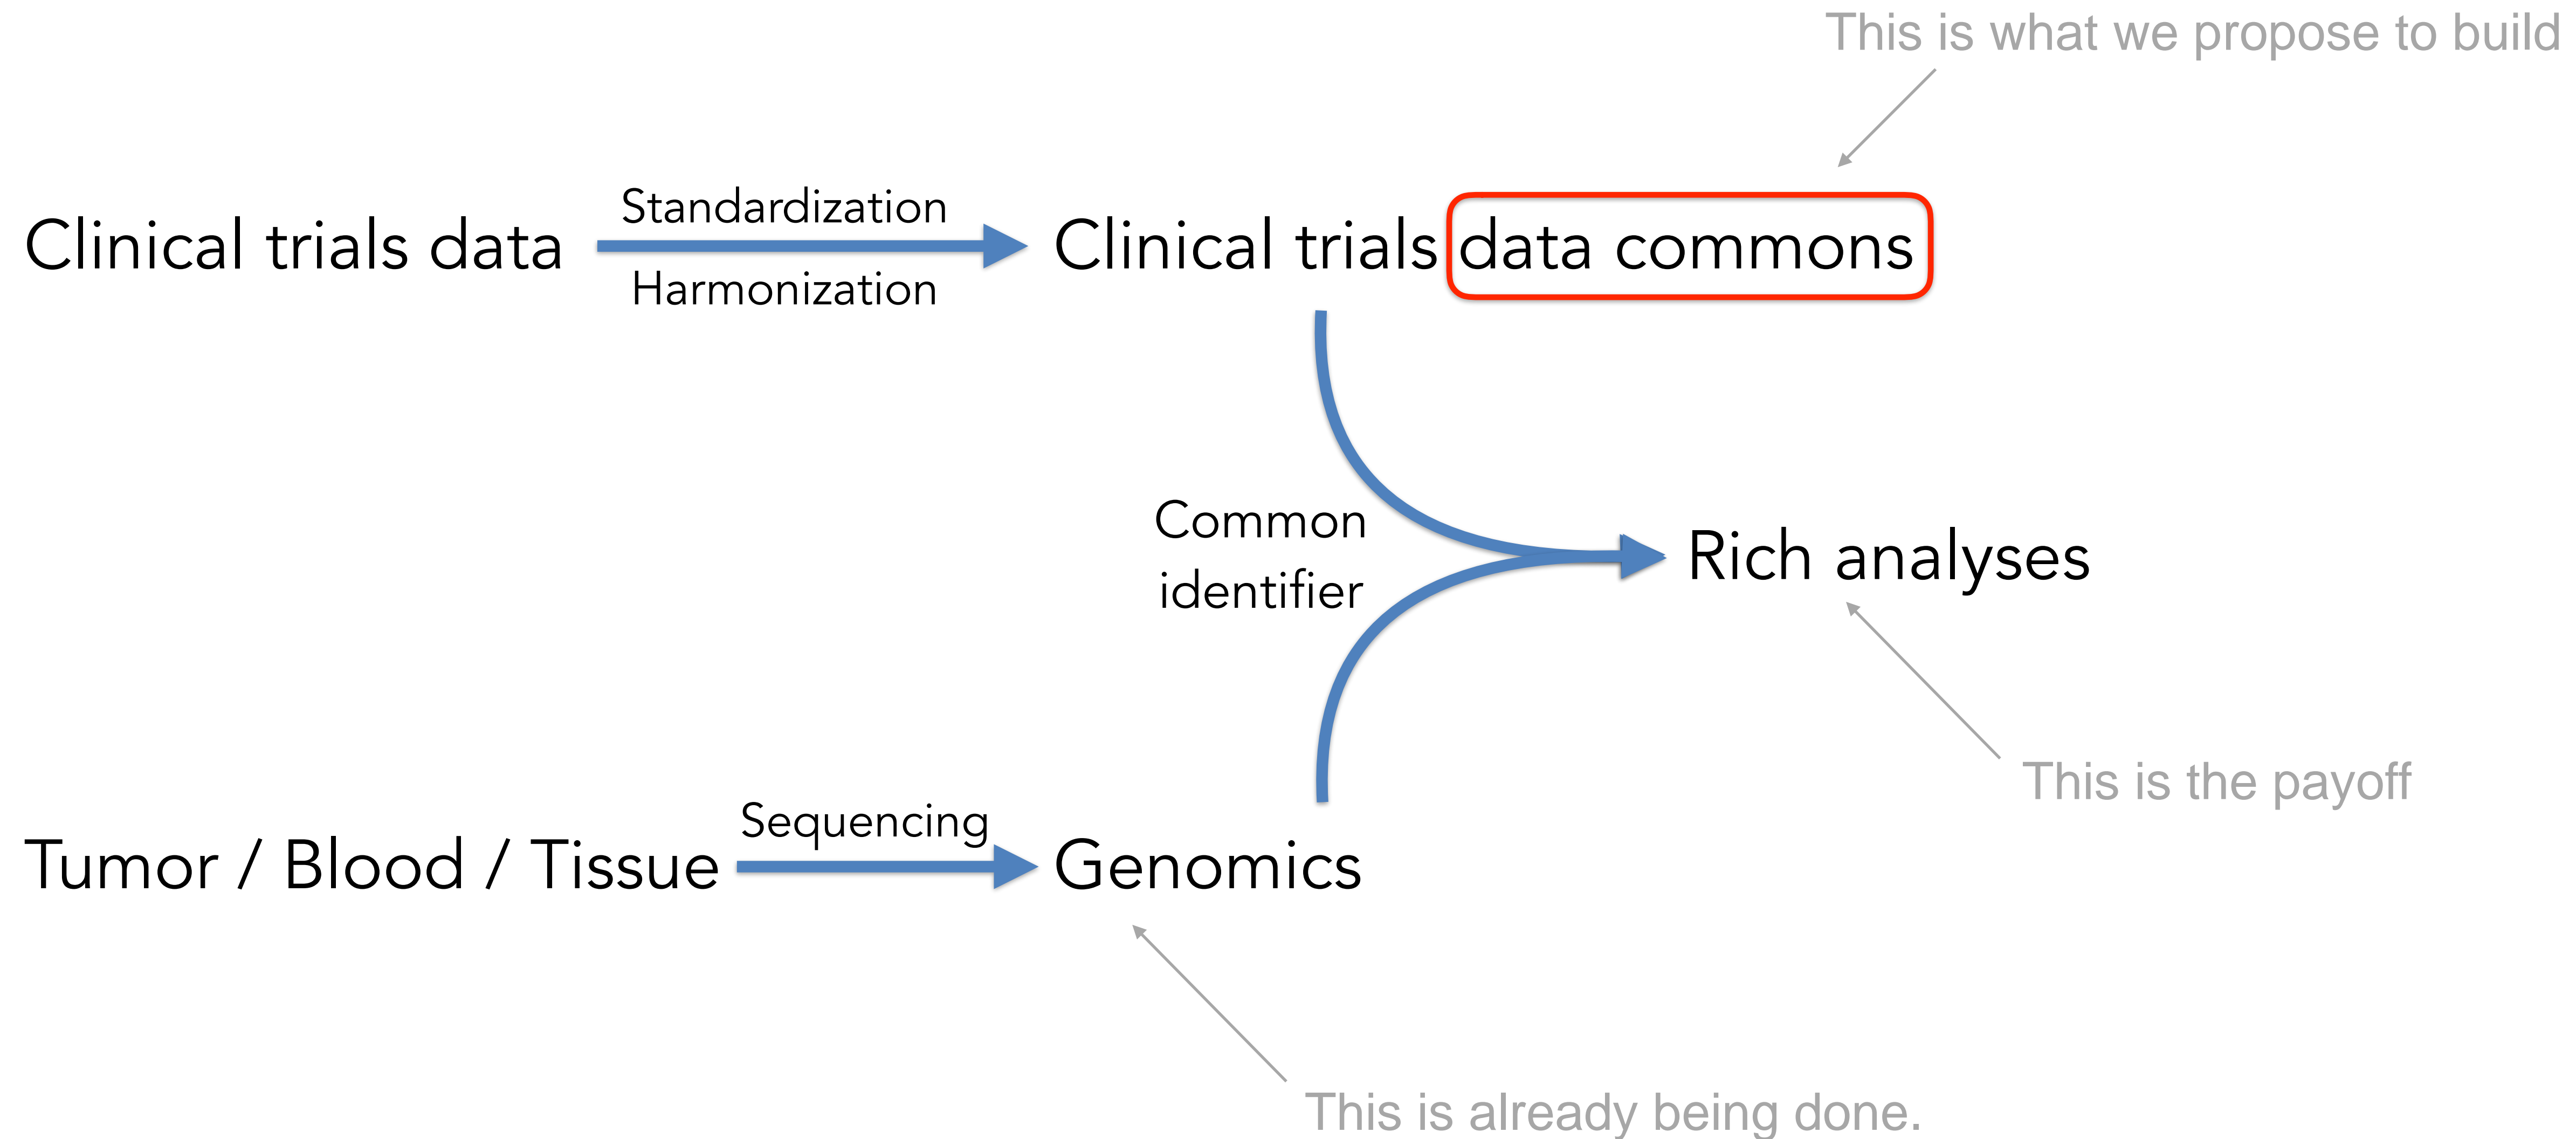 This is what we propose to build
Standardization
Clinical trials data
Clinical trials data commons
Harmonization
Common
identifier
Rich analyses
This is the payoff
Sequencing
Tumor / Blood / Tissue
Genomics
This is already being done.